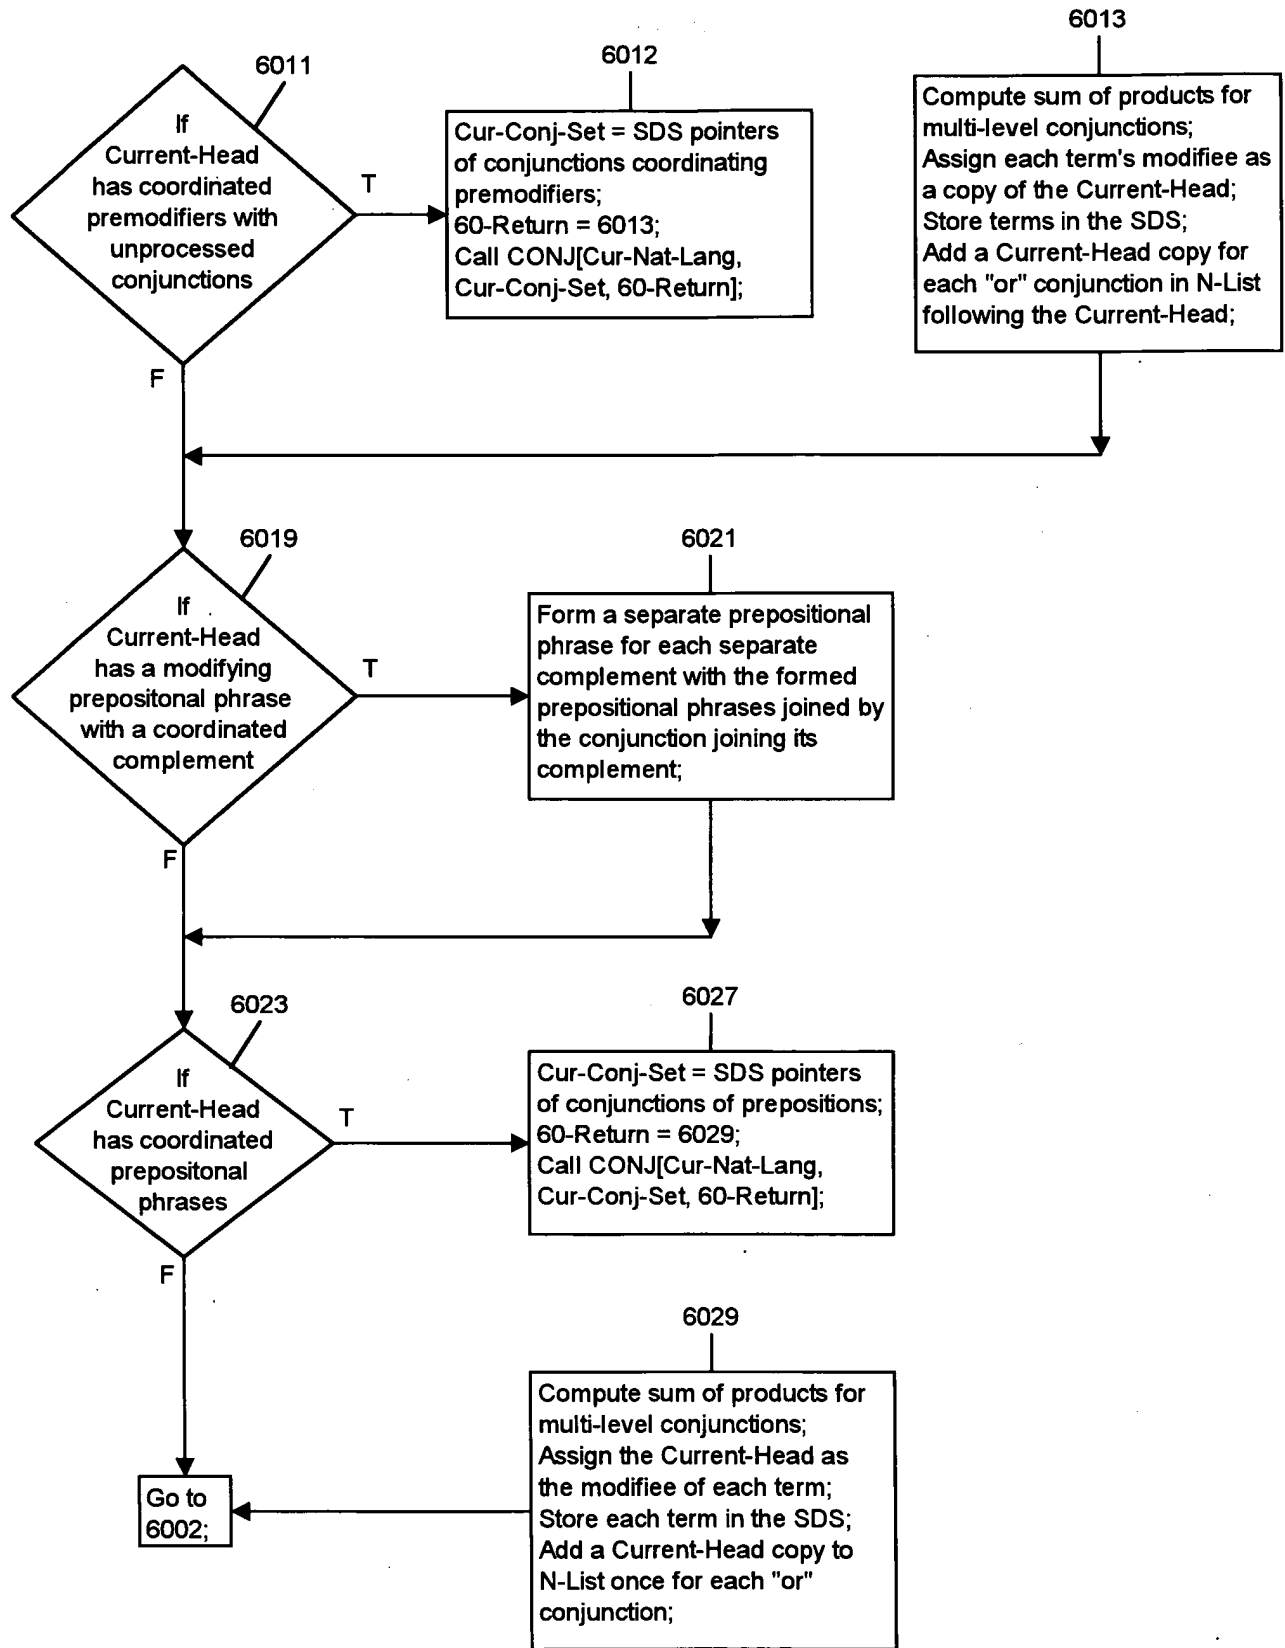 6011
If
Current-Head
has coordinated
premodifiers with
unprocessed
conjunctions
T
F
6012
Cur-Conj-Set = SDS pointers
of conjunctions coordinating
premodifiers;
60-Return = 6013;
Call CONJ[Cur-Nat-Lang,
Cur-Conj-Set, 60-Return];
6013
Compute sum of products for
multi-level conjunctions;
Assign each term's modifiee as
a copy of the Current-Head;
Store terms in the SDS;
Add a Current-Head copy for
each "or" conjunction in N-List
following the Current-Head;
6019
If
Current-Head
has a modifying
prepositonal phrase
with a coordinated
complement
T
F
6021
Form a separate prepositional
phrase for each separate
complement with the formed
prepositional phrases joined by
the conjunction joining its
complement;
6023
If
Current-Head
has coordinated
prepositonal
phrases
T
F
6027
Cur-Conj-Set = SDS pointers
of conjunctions of prepositions;
60-Return = 6029;
Call CONJ[Cur-Nat-Lang,
Cur-Conj-Set, 60-Return];
6029
Compute sum of products for
multi-level conjunctions;
Assign the Current-Head as
the modifiee of each term;
Store each term in the SDS;
Add a Current-Head copy to
N-List once for each "or"
conjunction;
Go to
6002;